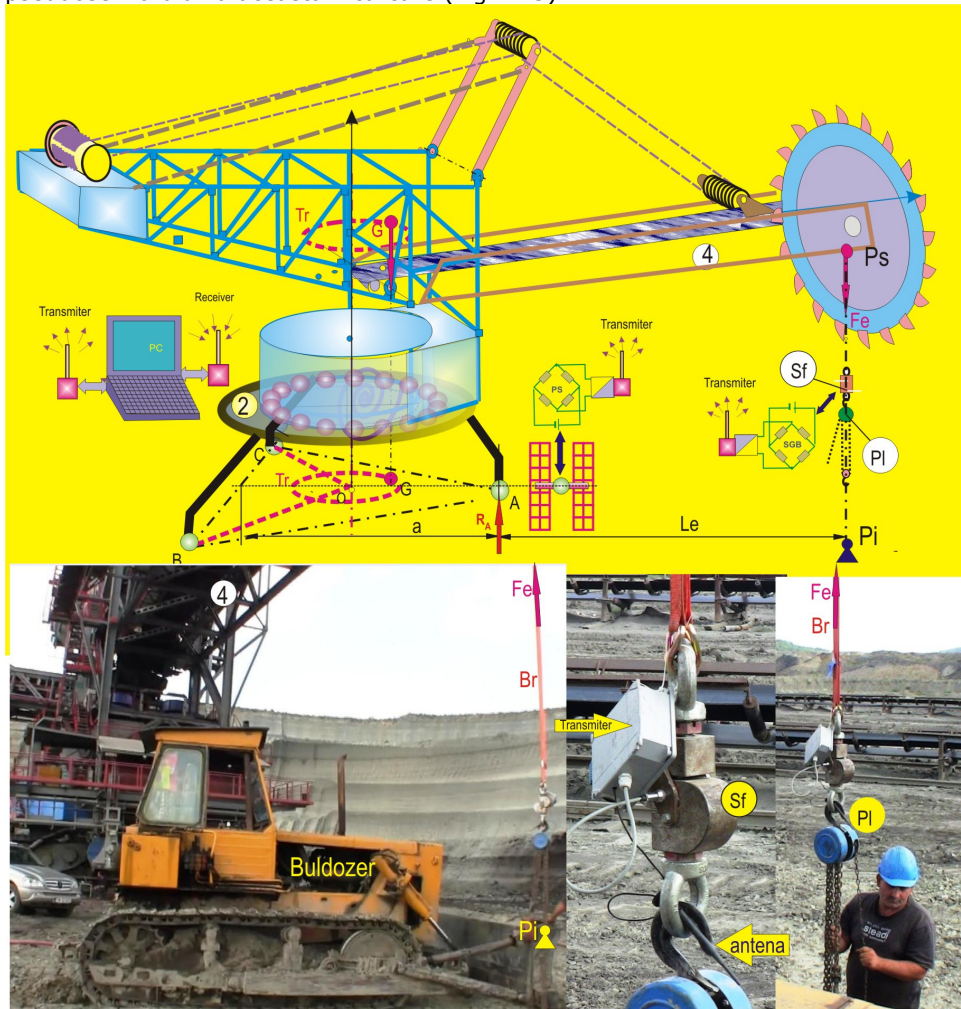 Tr
G
4
Ps
Fe
Transmiter
Receiver
PC
Transmiter
PS
Transmiter
SGB
Sf
Pl
2
C
Tr
o
G
A
B
a
R_A
Le
Pi
4
Fe
Br
Buldozer
Pi
Transmiter
Sf
antena
Fe
Br
Pl